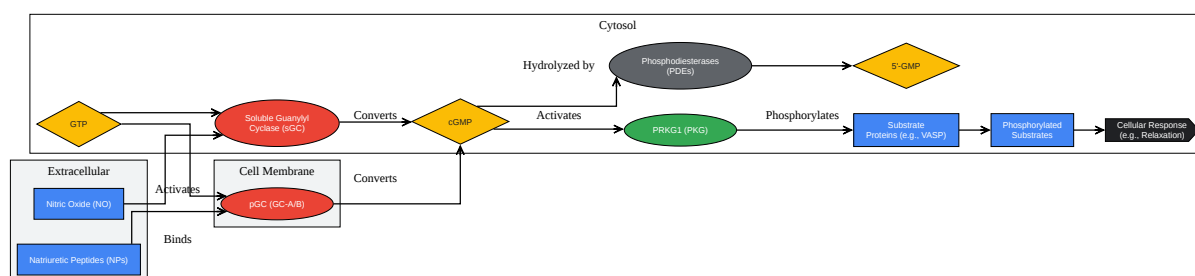 Cytosol
Hydrolyzed by
Phosphodiesterases
(PDEs)
5'-GMP
GTP
Soluble Guanylyl
Cyclase (sGC)
Converts
cGMP
Activates
PRKG1 (PKG)
Phosphorylates
Substrate
Proteins (e.g., VASP)
Phosphorylated
Substrates
Cellular Response
(e.g., Relaxation)
Extracellular
Cell Membrane
Converts
Activates
Nitric Oxide (NO)
pGC (GC-A/B)
Binds
Natriuretic Peptides (NPs)